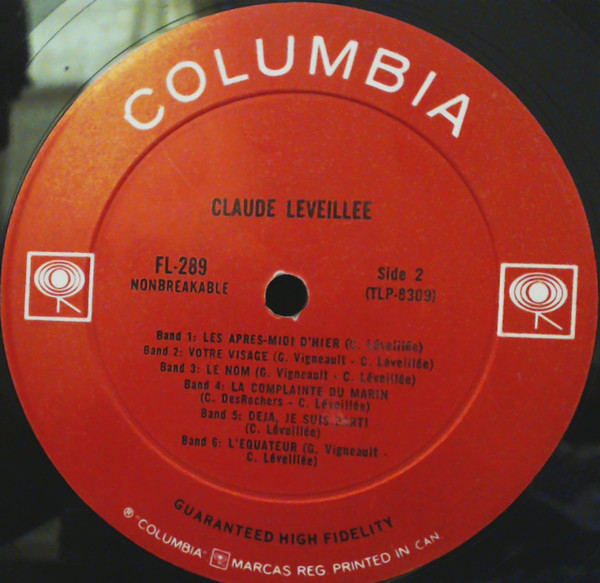 COLUMBIA
CLAUDE LEVEILLEE
FL-289
NONBREAKABLE
Side 2
(TLP-8309)
Band 1: LES APRES-MIDI D'HIER (C. Léveillée)
Band 2: VOTRE VISAGE (G. Vigneault - C. Léveillée)
Band 3: LE NOM (G. Vigneault - C. Léveillée)
Band 4: LA COMPLAINTE DU MARIN
(C. DesRochers - C. Léveillée)
Band 5: DEJA, JE SUIS PARTI
(C. Léveillée)
Band 6: L'EQUATEUR (G. Vigneault -
C. Léveillée)
GUARANTEED HIGH FIDELITY
® "COLUMBIA" MARCAS REG PRINTED IN CAN.